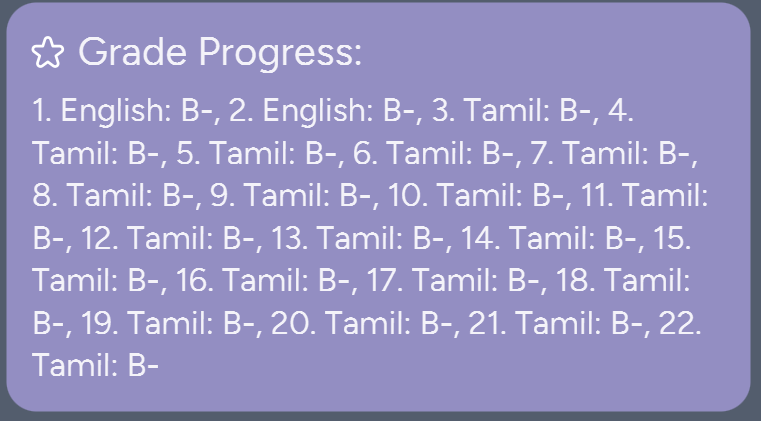 Grade Progress:
1. English: B-, 2. English: B-, 3. Tamil: B-, 4.
Tamil: B-, 5. Tamil: B-, 6. Tamil: B-, 7. Tamil: B-,
8. Tamil: B-, 9. Tamil: B-, 10. Tamil: B-, 11. Tamil:
B-, 12. Tamil: B-, 13. Tamil: B-, 14. Tamil: B-, 15.
Tamil: B-, 16. Tamil: B-, 17. Tamil: B-, 18. Tamil:
B-, 19. Tamil: B-, 20. Tamil: B-, 21. Tamil: B-, 22.
Tamil: B-